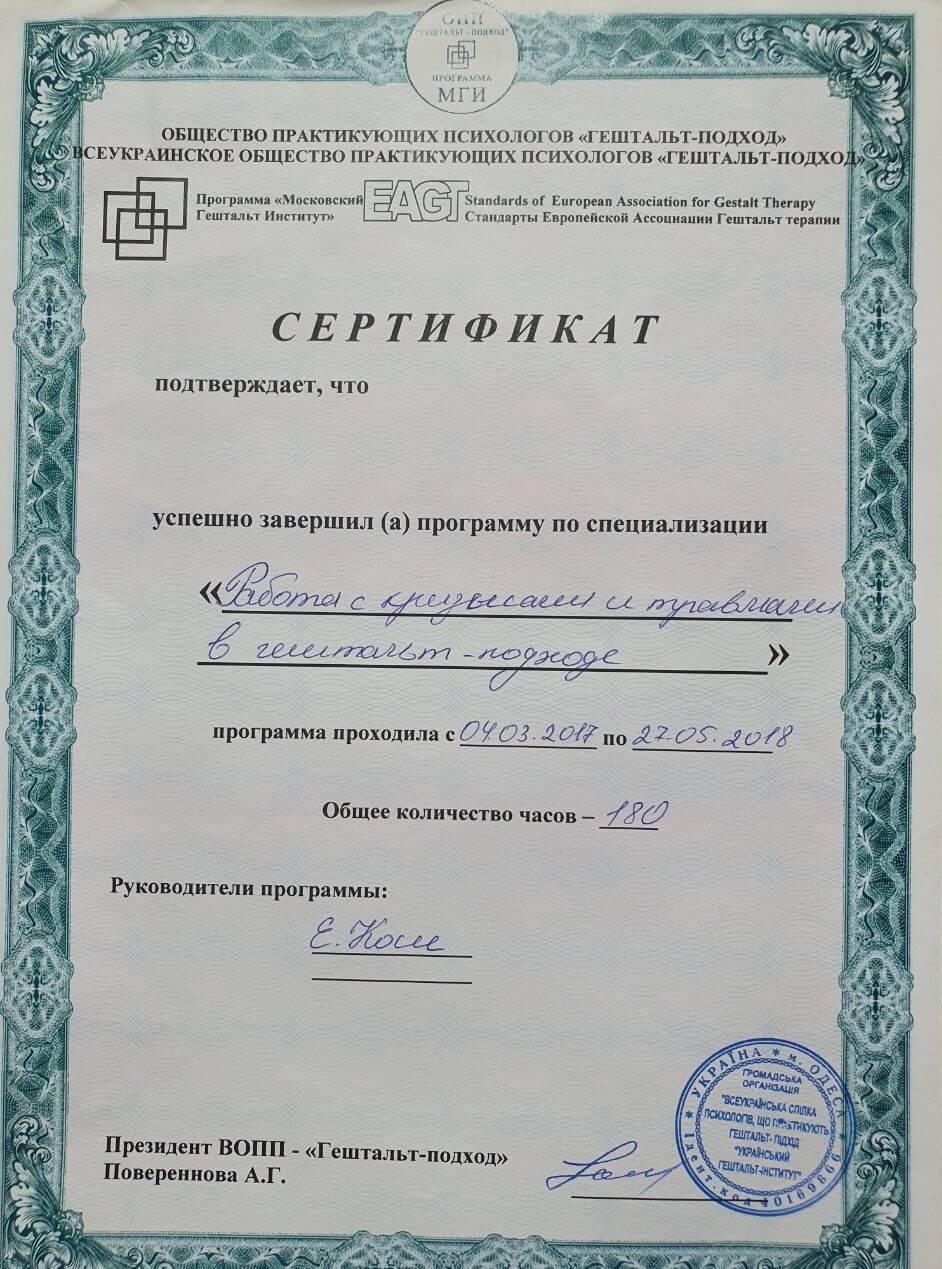 ОПП
"ГЕШТАЛЬТ - ПОДХОД"
ПРОГРАММА
МГИ
ОБЩЕСТВО ПРАКТИКУЮЩИХ ПСИХОЛОГОВ «ГЕШТАЛЬТ-ПОДХОД»
ВСЕУКРАИНСКОЕ ОБЩЕСТВО ПРАКТИКУЮЩИХ ПСИХОЛОГОВ «ГЕШТАЛЬТ-ПОДХОД»
Программа «Московский
Гештальт Институт»
EAGT
Standards of European Association for Gestalt Therapy
Стандарты Европейской Ассоциации Гештальт терапии
СЕРТИФИКАТ
подтверждает, что
успешно завершил (а) программу по специализации
«Работа с кризисами и травмами
в гештальт-подходе»
программа проходила с 04.03.2017 по 27.05.2018
Общее количество часов – 180
Руководители программы:
Е.
Президент ВОПП - «Гештальт-подход»
Повереннова А.Г.
* УКРАЇНА * м. ОДЕСА *
Ідент. код 40169866
ГРОМАДСЬКА
ОРГАНІЗАЦІЯ
"ВСЕУКРАЇНСЬКА СПІЛКА
ПСИХОЛОГІВ, ЩО ПРАКТИКУЮТЬ
ГЕШТАЛЬТ- ПІДХІД
"УКРАЇНСЬКИЙ
ГЕШТАЛЬТ-ІНСТИТУТ"